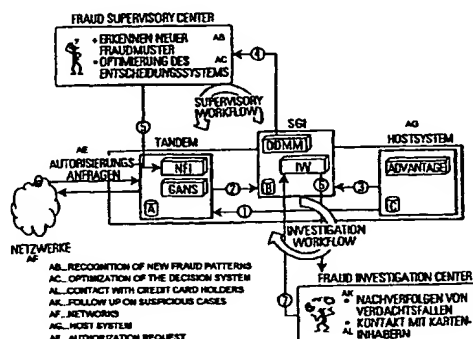 FRAUD SUPERVISORY CENTER
+ ERKENNEN NEUER AB
FRAUDMUSTER
+ OPTIMIERUNG DES AC
ENTSCHEIDUNGSSYSTEMS
4
SUPERVISORY
WORKFLOW
5
SGI
AG
HOSTSYSTEM
AE
AUTORISIERUNGS
ANFRAGEN
TANDEM
NFI
GANS
A
2
DDMM
IW
B
6
3
ADVANTAGE
C
1
INVESTIGATION
WORKFLOW
NETZWERKE
AF
7
FRAUD INVESTIGATION CENTER
AK
NACHVERFOLGEN VON
VERDACHTSFALLEN
KONTAKT MIT KARTEN-
AL INHABERN
AB... RECOGNITION OF NEW FRAUD PATTERNS
AC... OPTIMIZATION OF THE DECISION SYSTEM
AL... CONTACT WITH CREDIT CARD HOLDERS
AK... FOLLOW UP ON SUSPICIOUS CASES
AF... NETWORKS
AG... HOST SYSTEM
AE... AUTHORIZATION REQUEST